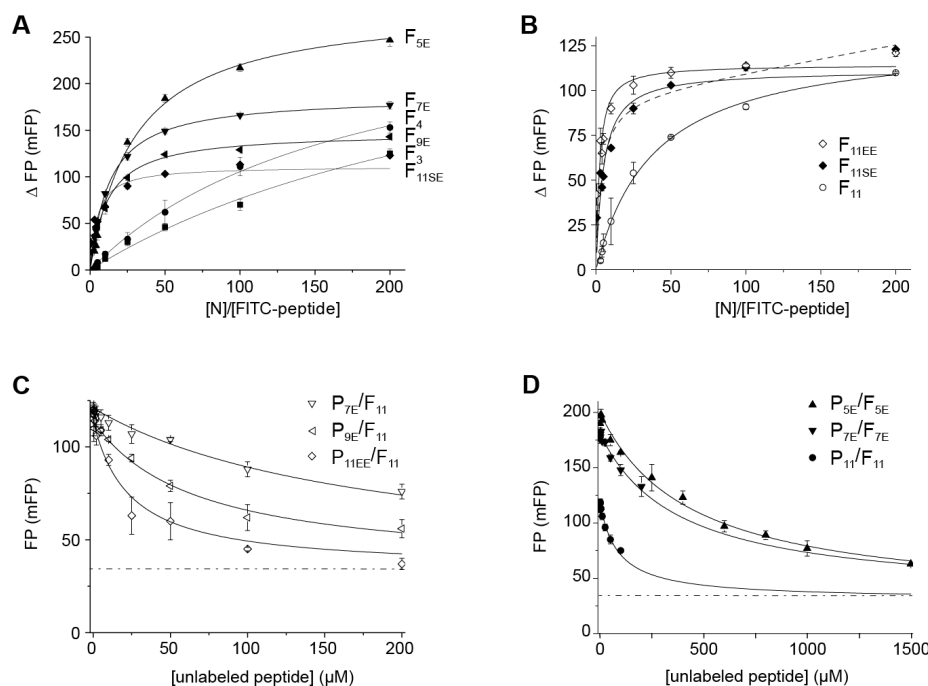 A
Δ FP (mFP)
250
200
150
100
50
0
0 50 100 150 200
[N]/[FITC-peptide]
F5E
F7E
F4
F9E
F3
F11SE
B
Δ FP (mFP)
125
100
75
50
25
0
0 50 100 150 200
[N]/[FITC-peptide]
F11EE
F11SE
F11
C
FP (mFP)
100
50
0
0 50 100 150 200
[unlabeled peptide] (µM)
P7E/F11
P9E/F11
P11EE/F11
D
FP (mFP)
200
150
100
50
0
0 500 1000 1500
[unlabeled peptide] (µM)
P5E/F5E
P7E/F7E
P11/F11